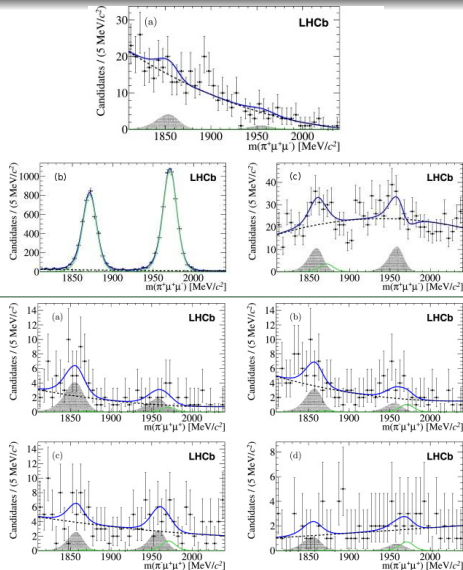 (a) LHCb
Candidates / (5 MeV/c²)
30
20
10
0
1850 1900 1950 2000
m(π⁺μ⁺μ⁻) [MeV/c²]
(b) LHCb
Candidates / (5 MeV/c²)
1000
800
600
400
200
0
1850 1900 1950 2000
m(π⁺μ⁺μ⁻) [MeV/c²]
(c) LHCb
Candidates / (5 MeV/c²)
40
30
20
10
0
1850 1900 1950 2000
m(π⁺μ⁺μ⁻) [MeV/c²]
(a) LHCb
Candidates / (5 MeV/c²)
14
12
10
8
6
4
2
0
1850 1900 1950 2000
m(π⁻μ⁺μ⁺) [MeV/c²]
(b) LHCb
Candidates / (5 MeV/c²)
14
12
10
8
6
4
2
0
1850 1900 1950 2000
m(π⁻μ⁺μ⁺) [MeV/c²]
(c) LHCb
Candidates / (5 MeV/c²)
14
12
10
8
6
4
2
0
1850 1900 1950 2000
m(π⁻μ⁺μ⁺) [MeV/c²]
(d) LHCb
Candidates / (5 MeV/c²)
8
6
4
2
0
1850 1900 1950 2000
m(π⁻μ⁺μ⁺) [MeV/c²]